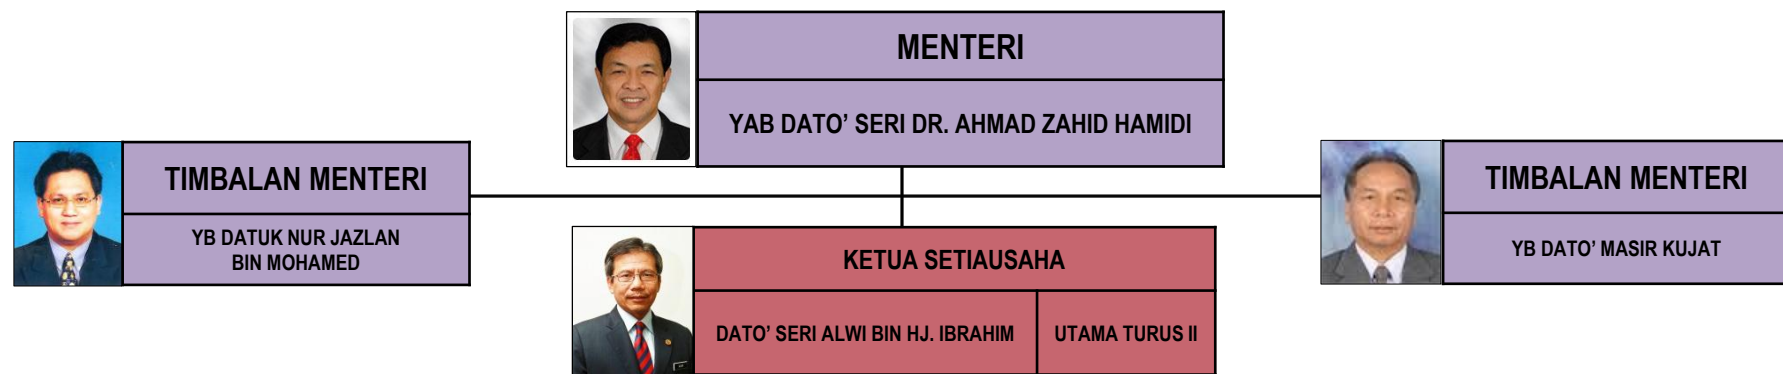 MENTERI
YAB DATO’ SERI DR. AHMAD ZAHID HAMIDI
TIMBALAN MENTERI
YB DATUK NUR JAZLAN
BIN MOHAMED
TIMBALAN MENTERI
YB DATO’ MASIR KUJAT
KETUA SETIAUSAHA
DATO’ SERI ALWI BIN HJ. IBRAHIM
UTAMA TURUS II